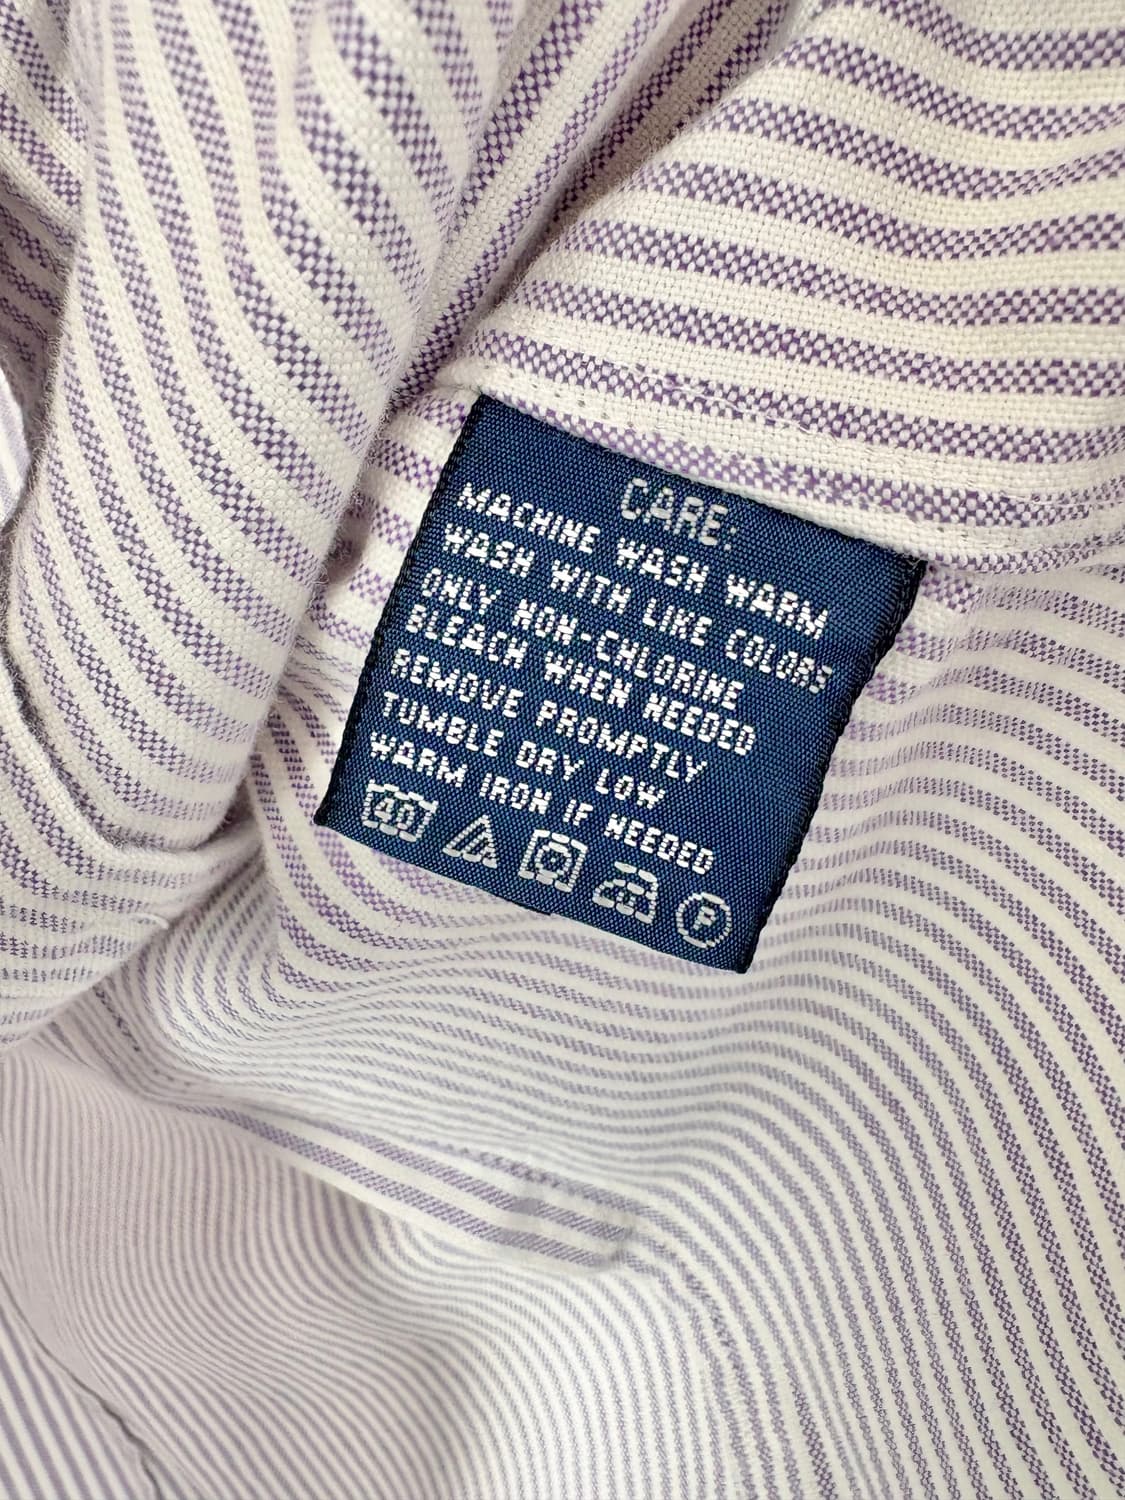 CARE:
MACHINE WASH WARM
WASH WITH LIKE COLORS
ONLY NON-CHLORINE
BLEACH WHEN NEEDED
REMOVE PROMPTLY
TUMBLE DRY LOW
WARM IRON IF NEEDED
40 P